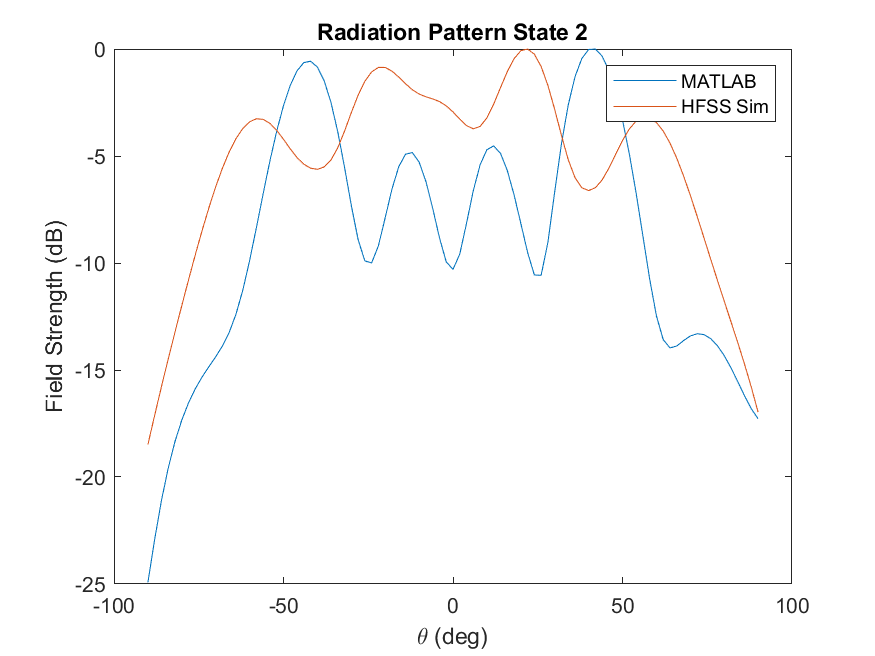 Radiation Pattern State 2
MATLAB
HFSS Sim
Field Strength (dB)
0
-5
-10
-15
-20
-25
-100
-50
0
50
100
θ (deg)